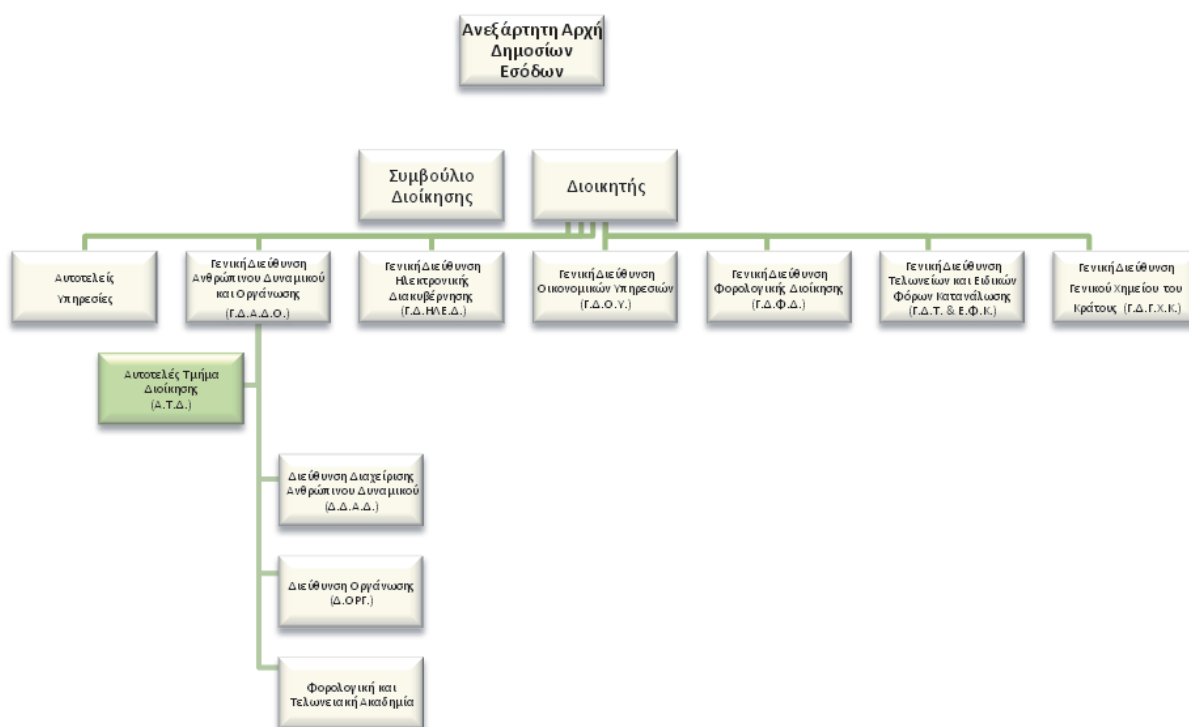 Ανεξάρτητη Αρχή
Δημοσίων
Εσόδων
Συμβούλιο
Διοίκησης
Διοικητής
Αυτοτελείς
Υπηρεσίες
Γενική Διεύθυνση
Ανθρώπινου Δυναμικού
και Οργάνωσης
(Γ.Δ.Α.Δ.Ο.)
Γενική Διεύθυνση
Ηλεκτρονικής
Διακυβέρνησης
(Γ.Δ.ΗΛΕ.Δ.)
Γενική Διεύθυνση
Οικονομικών Υπηρεσιών
(Γ.Δ.Ο.Υ.)
Γενική Διεύθυνση
Φορολογικής Διοίκησης
(Γ.Δ.Φ.Δ.)
Γενική Διεύθυνση
Τελωνείων και Ειδικών
Φόρων Κατανάλωσης
(Γ.Δ.Τ. & Ε.Φ.Κ.)
Γενική Διεύθυνση
Γενικού Χημείου του
Κράτους (Γ.Δ.Γ.Χ.Κ.)
Αυτοτελές Τμήμα
Διοίκησης
(Α.Τ.Δ.)
Διεύθυνση Διαχείρισης
Ανθρώπινου Δυναμικού
(Δ.Δ.Α.Δ.)
Διεύθυνση Οργάνωσης
(Δ.ΟΡΓ.)
Φορολογική και
Τελωνειακή Ακαδημία